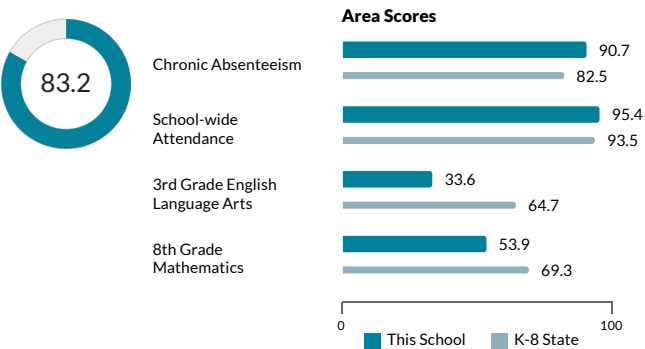 Area Scores
83.2
Chronic Absenteeism
90.7
82.5
School-wide
Attendance
95.4
93.5
3rd Grade English
Language Arts
33.6
64.7
8th Grade
Mathematics
53.9
69.3
0
100
This School
K-8 State